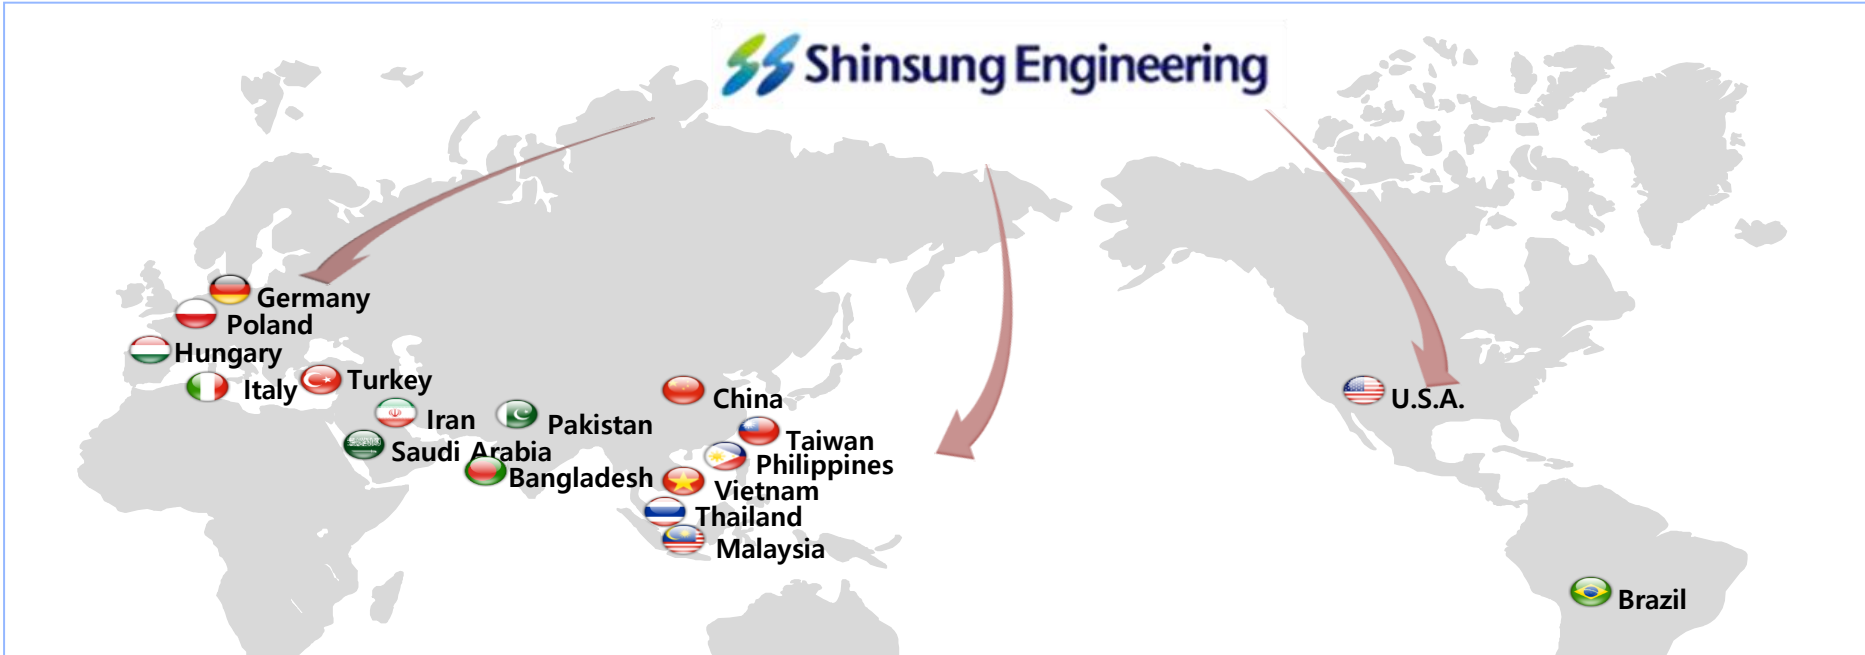 Shinsung Engineering
Germany
Poland
Hungary
Italy
Turkey
Iran
Pakistan
Saudi Arabia
Bangladesh
China
Taiwan
Philippines
Vietnam
Thailand
Malaysia
U.S.A.
Brazil